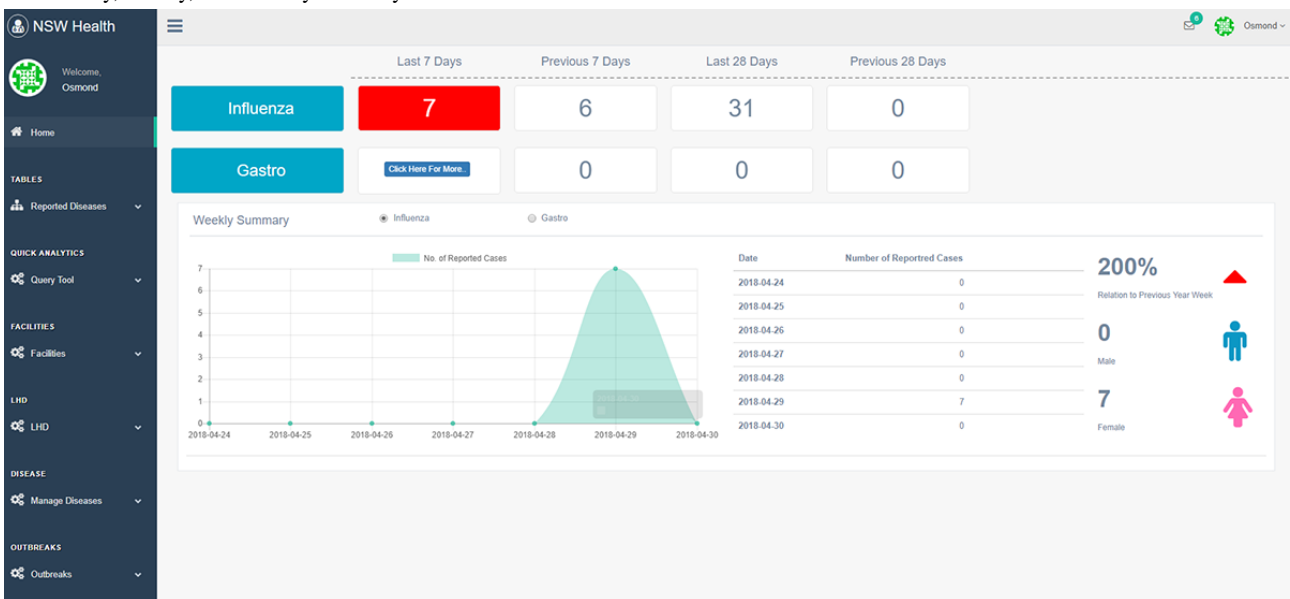 NSW Health
6
Osmond
Welcome,
Osmond
Home
TABLES
Reported Diseases
QUICK ANALYTICS
Query Tool
FACILITIES
Facilities
LHD
LHD
DISEASE
Manage Diseases
OUTBREAKS
Outbreaks
Last 7 Days Previous 7 Days Last 28 Days Previous 28 Days
Influenza 7 6 31 0
Gastro Click Here For More.. 0 0 0
Weekly Summary Influenza Gastro
No. of Reported Cases
7
6
5
4
3
2
1
0
2018-04-24 2018-04-25 2018-04-26 2018-04-27 2018-04-28 2018-04-29 2018-04-30
Date Number of Reportred Cases
2018-04-24 0
2018-04-25 0
2018-04-26 0
2018-04-27 0
2018-04-28 0
2018-04-29 7
2018-04-30 0
200%
Relation to Previous Year Week
0
Male
7
Female